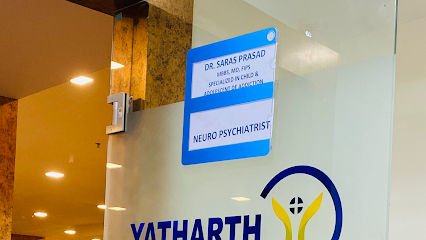 DR. SARAS PRASAD
MBBS, MD, FIPS
SPECIALIZED IN CHILD &
ADOLESCENT DE ADDICTION
NEURO PSYCHIATRIST
YATHARTH